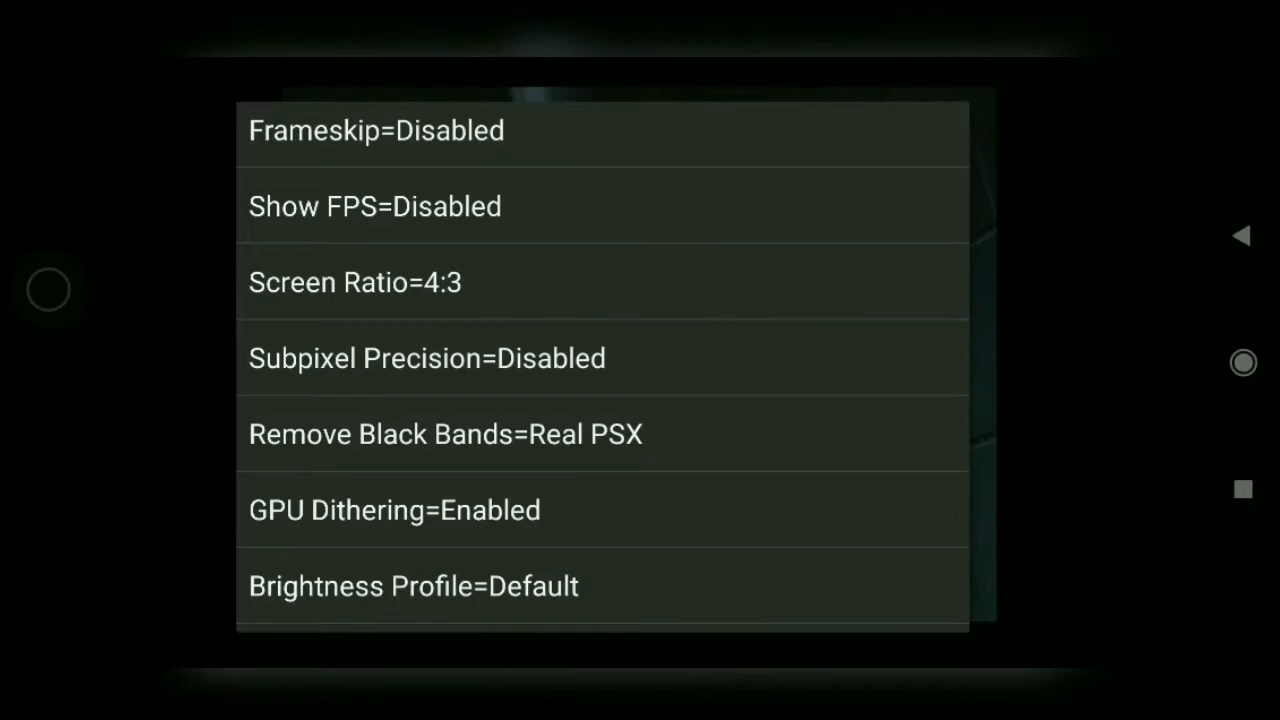 Frameskip=Disabled
Show FPS=Disabled
Screen Ratio=4:3
Subpixel Precision=Disabled
Remove Black Bands=Real PSX
GPU Dithering=Enabled
Brightness Profile=Default